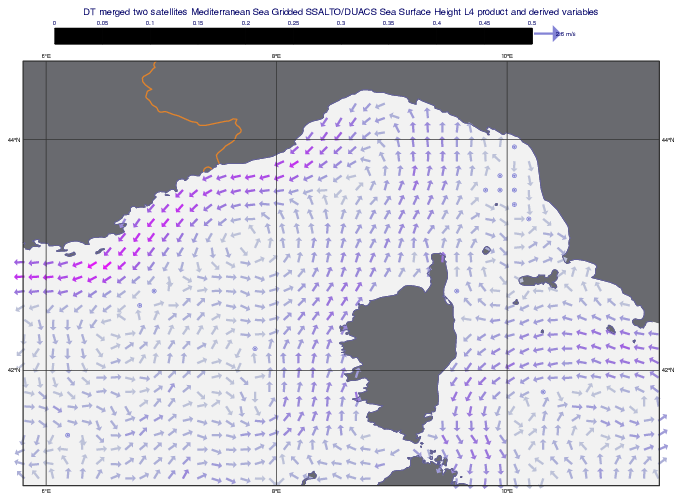 DT merged two satellites Mediterranean Sea Gridded SSALTO/DUACS Sea Surface Height L4 product and derived variables
0 0.05 0.1 0.15 0.2 0.25 0.3 0.35 0.4 0.45 0.5
6°E 8°E 10°E
44°N 44°N
42°N 42°N
6°E 8°E 10°E